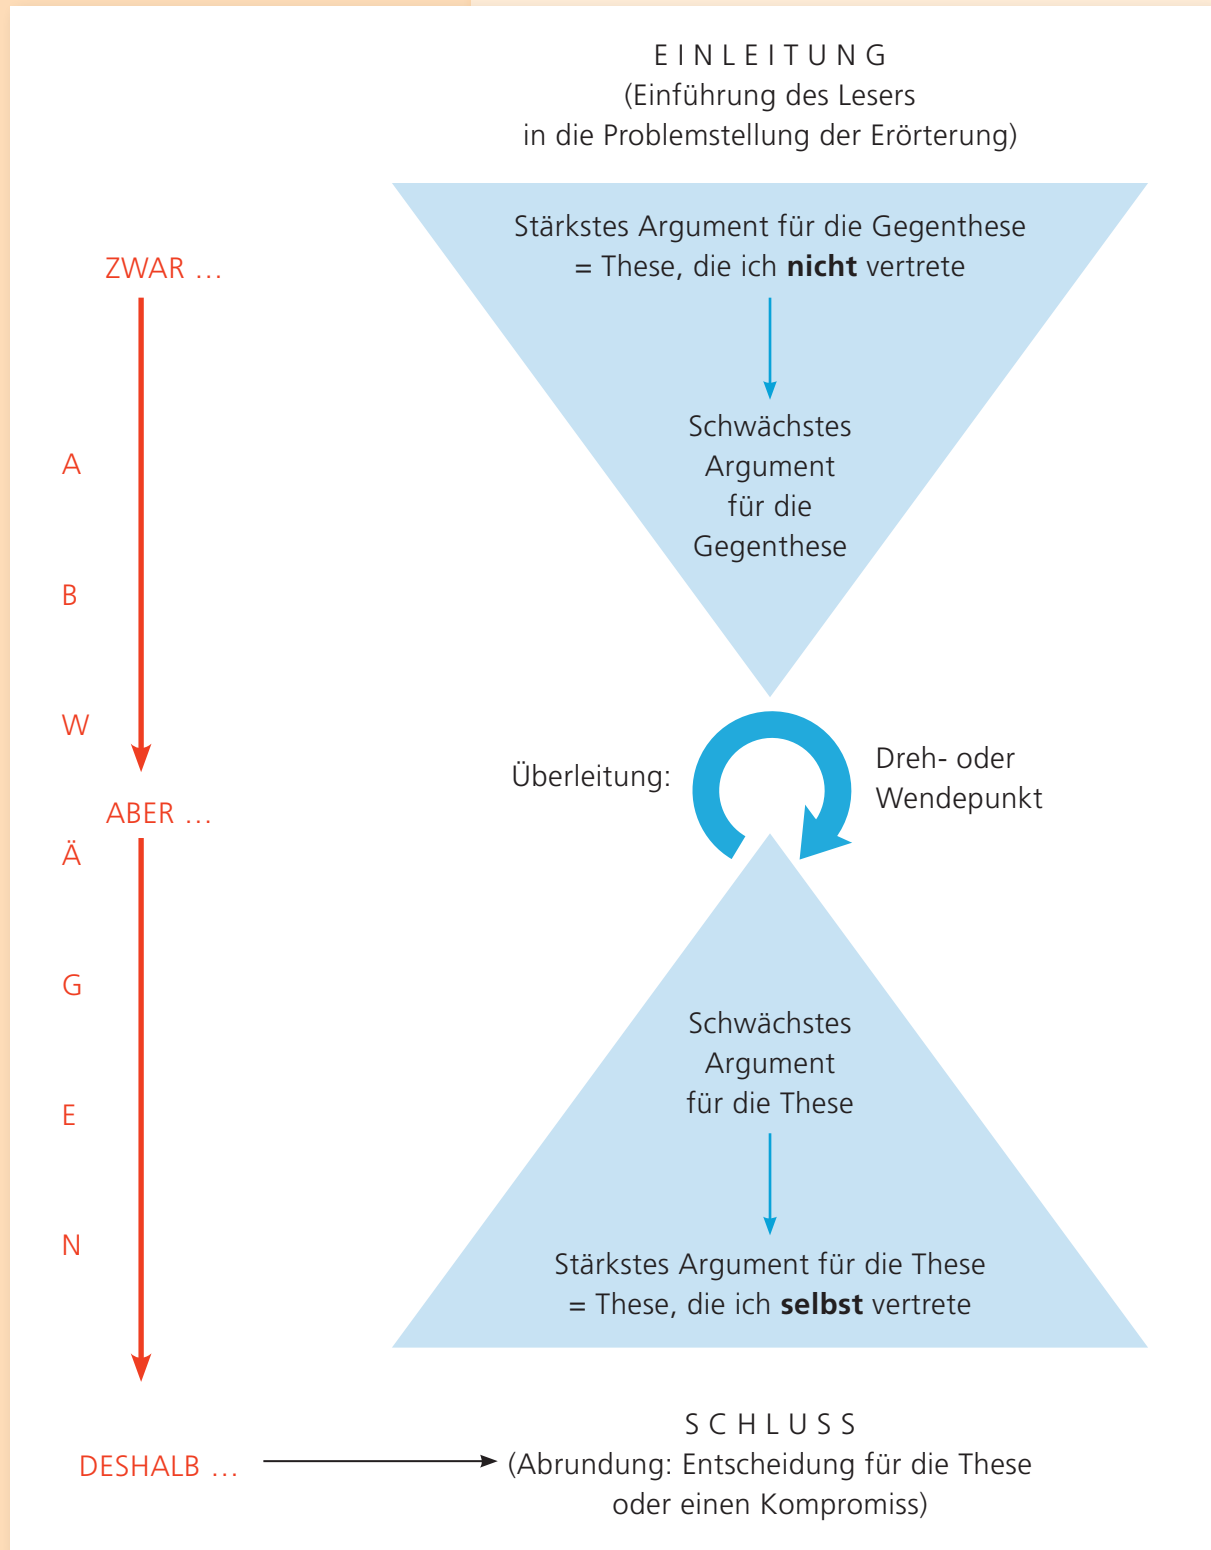 EINLEITUNG
(Einführung des Lesers
in die Problemstellung der Erörterung)
Stärkstes Argument für die Gegenthese
= These, die ich nicht vertrete
ZWAR …
Schwächstes
Argument
für die
Gegenthese
A
B
W
Ä
G
E
N
Überleitung:
Dreh- oder
Wendepunkt
ABER …
Schwächstes
Argument
für die These
Stärkstes Argument für die These
= These, die ich selbst vertrete
DESHALB …
SCHLUSS
(Abrundung: Entscheidung für die These
oder einen Kompromiss)